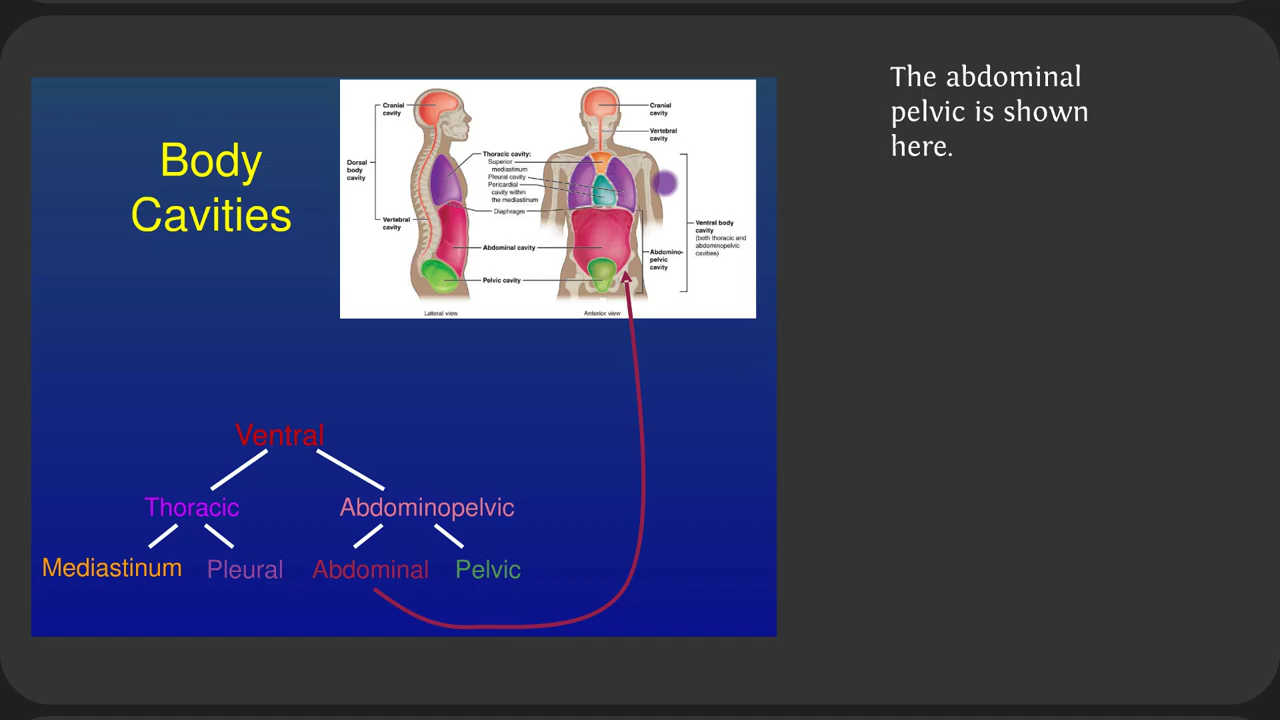 Body
Cavities
Cranial
cavity
Dorsal
body
cavity
Vertebral
cavity
Thoracic cavity:
Superior
mediastinum
Pleural cavity
Pericardial
cavity within
the mediastinum
Diaphragm
Abdominal cavity
Pelvic cavity
Cranial
cavity
Vertebral
cavity
Abdomino-
pelvic
cavity
Ventral body
cavity
(both thoracic and
abdominopelvic
cavities)
Lateral view
Anterior view
Ventral
Thoracic
Abdominopelvic
Mediastinum
Pleural
Abdominal
Pelvic
The abdominal
pelvic is shown
here.